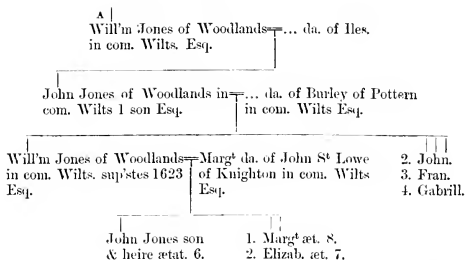 A
Will'm Jones of Woodlands=... da. of Iles.
in com. Wilts. Esq.
John Jones of Woodlands in=... da. of Burley of Pottern
com. Wilts 1 son Esq. in com. Wilts Esq.
Will'm Jones of Woodlands=Margt da. of John St Lowe 2. John.
in com. Wilts. sup'stes 1623 of Knighton in com. Wilts 3. Fran.
Esq. Esq. 4. Gabrill.
John Jones son 1. Margt æt. 8.
& heire ætat. 6. 2. Elizab. æt. 7.